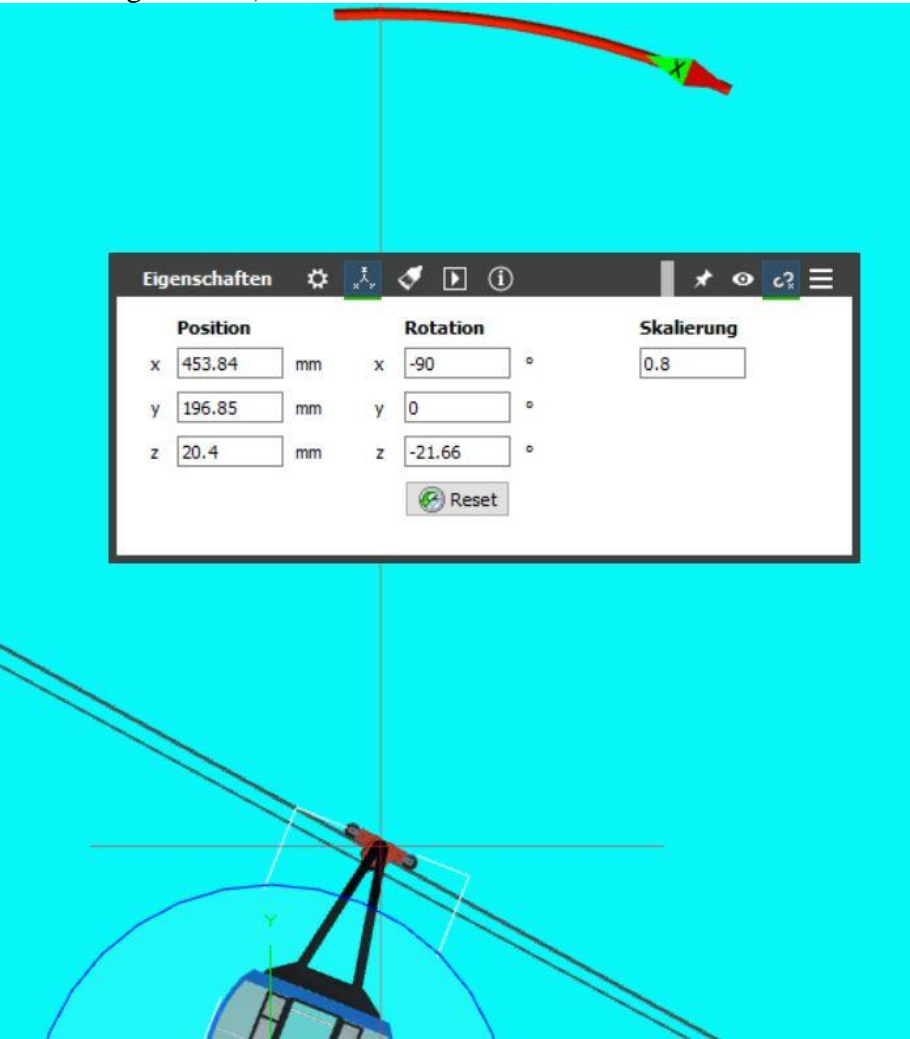 X
Eigenschaften
Position Rotation Skalierung
x 453.84 mm x -90 ° 0.8
y 196.85 mm y 0 °
z 20.4 mm z -21.66 °
Reset
Y